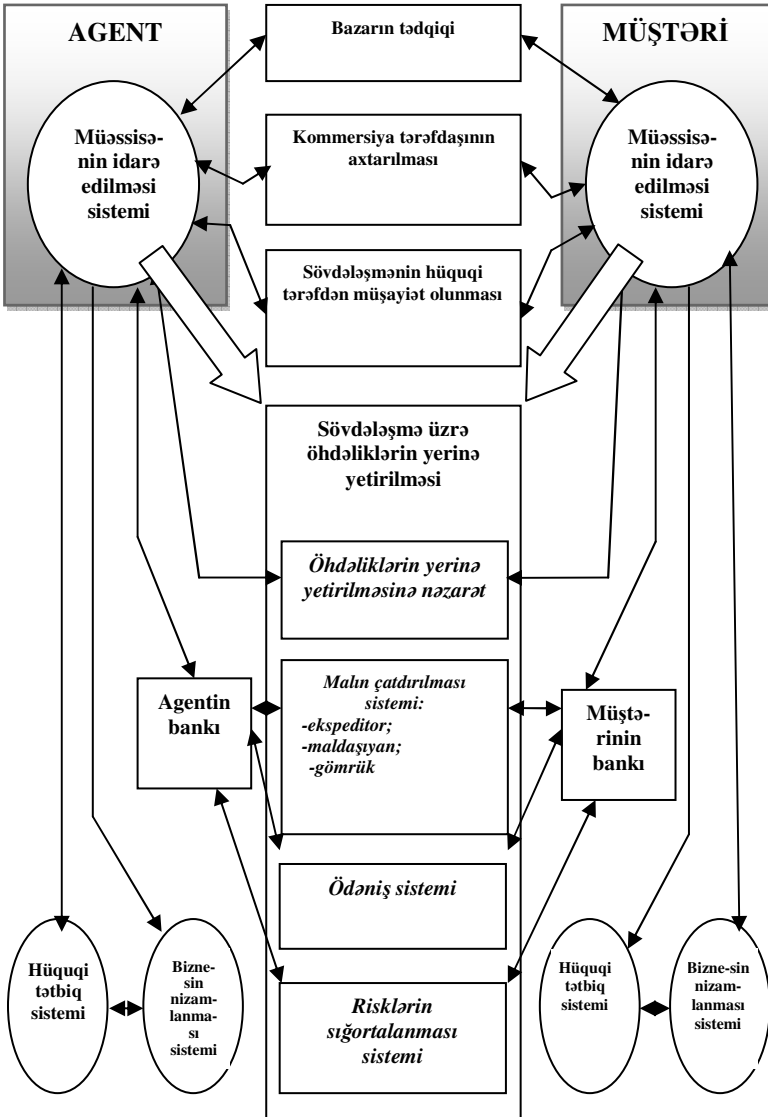 AGENT
Bazarın tədqiqi
MÜŞTƏRİ
Müəssisə-
nin idarə
edilməsi
sistemi
Kommersiya tərəfdaşının
axtarılması
Müəssisə-
nin idarə
edilməsi
sistemi
Sövdələşmənin hüquqi
tərəfdən müşayiət olunması
Sövdələşmə üzrə
öhdəliklərin yerinə
yetirilməsi
Öhdəliklərin yerinə
yetirilməsinə nəzarət
Agentin
bankı
Malın çatdırılması
sistemi:
-ekspeditor;
-maldaşıyan;
-gömrük
Müştə-
rinin
bankı
Ödəniş sistemi
Hüquqi
tətbiq
sistemi
Bizne-
sin
nizam-
lanma-
sı
sistemi
Risklərin
sığortalanması
sistemi
Hüquqi
tətbiq
sistemi
Bizne-sin
nizam-
lanması
sistemi